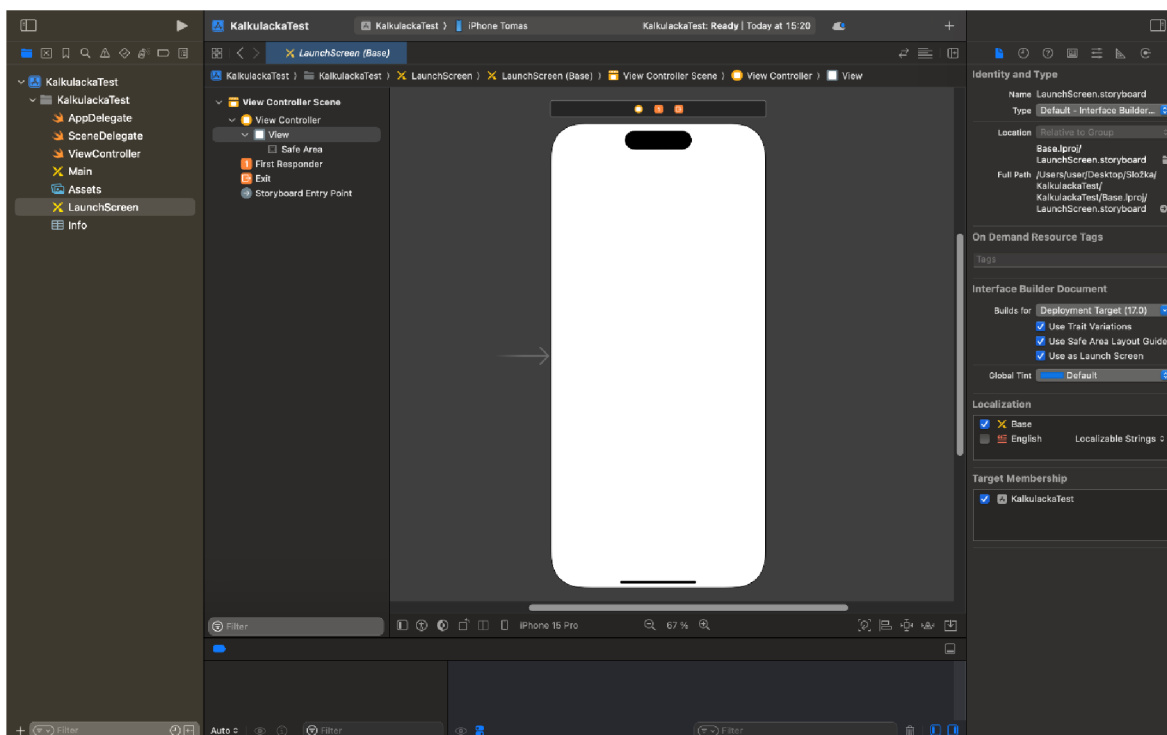 KalkulackaTest
KalkulackaTest 〉 iPhone Tomas
KalkulackaTest: Ready | Today at 15:20
LaunchScreen (Base)
KalkulackaTest 〉 KalkulackaTest 〉 LaunchScreen 〉 LaunchScreen (Base) 〉 View Controller Scene 〉 View Controller 〉 View
KalkulackaTest
KalkulackaTest
AppDelegate
SceneDelegate
ViewController
Main
Assets
LaunchScreen
Info
Filter
View Controller Scene
View Controller
View
Safe Area
First Responder
Exit
Storyboard Entry Point
Filter
iPhone 15 Pro
67 %
Auto
Filter
Filter
Identity and Type
Name LaunchScreen.storyboard
Type Default - Interface Builder...
Location Relative to Group
Base.lproj/
LaunchScreen.storyboard
Full Path /Users/user/Desktop/Složka/
KalkulackaTest/
KalkulackaTest/Base.lproj/
LaunchScreen.storyboard
On Demand Resource Tags
Tags
Interface Builder Document
Builds for Deployment Target (17.0)
Use Trait Variations
Use Safe Area Layout Guide
Use as Launch Screen
Global Tint Default
Localization
Base
English Localizable Strings
Target Membership
KalkulackaTest